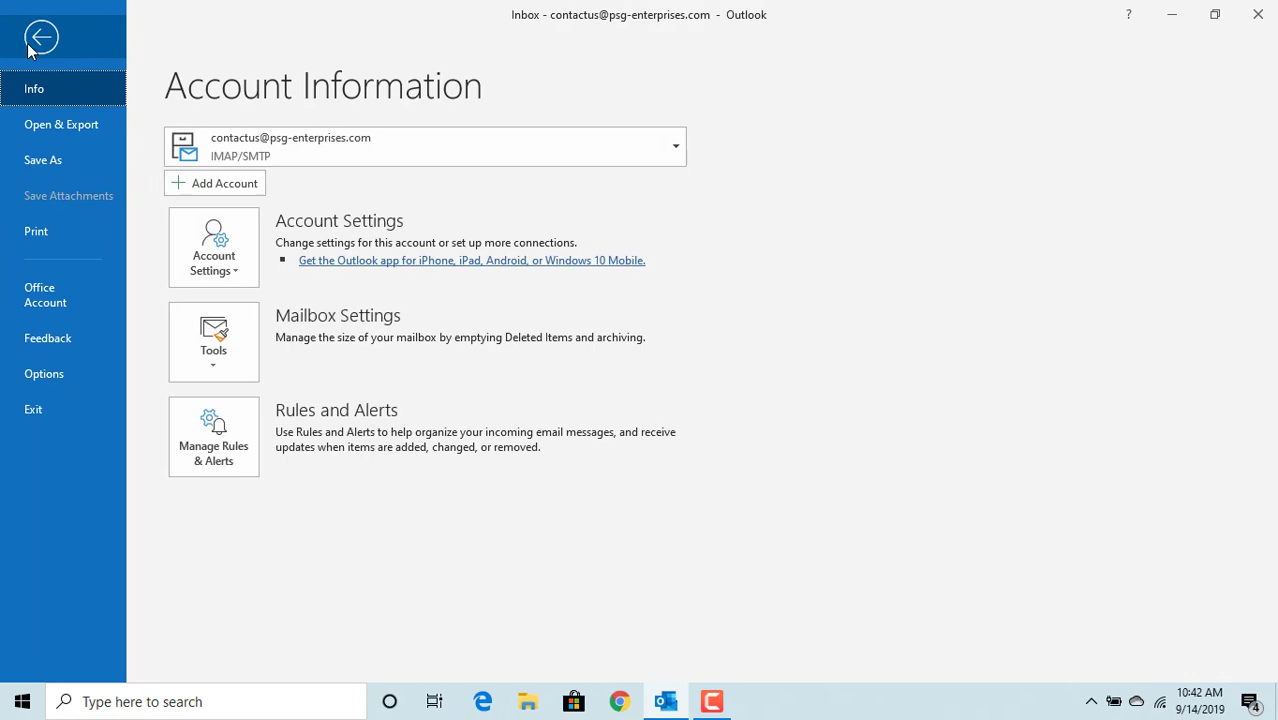 Inbox - contactus@psg-enterprises.com - Outlook
?
Info
Open & Export
Save As
Save Attachments
Print
Office
Account
Feedback
Options
Exit
Account Information
contactus@psg-enterprises.com
IMAP/SMTP
Add Account
Account
Settings
Account Settings
Change settings for this account or set up more connections.
Get the Outlook app for iPhone, iPad, Android, or Windows 10 Mobile.
Tools
Mailbox Settings
Manage the size of your mailbox by emptying Deleted Items and archiving.
Manage Rules
& Alerts
Rules and Alerts
Use Rules and Alerts to help organize your incoming email messages, and receive
updates when items are added, changed, or removed.
Type here to search
10:42 AM
9/14/2019
4